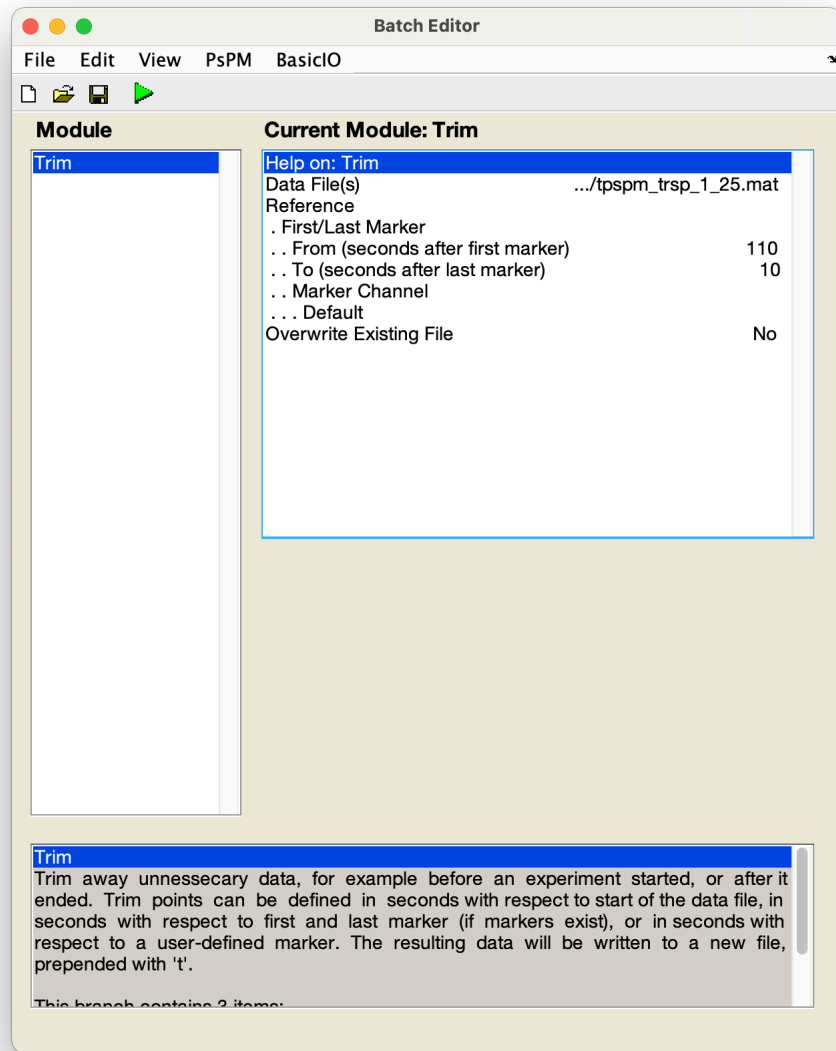 Batch Editor
File Edit View PsPM BasicIO
Module
Trim
Current Module: Trim
Help on: Trim
Data File(s) .../tpspm_trsp_1_25.mat
Reference
. First/Last Marker
. . From (seconds after first marker) 110
. . To (seconds after last marker) 10
. . Marker Channel
. . . Default
Overwrite Existing File No
Trim
Trim away unnessecary data, for example before an experiment started, or after it
ended. Trim points can be defined in seconds with respect to start of the data file, in
seconds with respect to first and last marker (if markers exist), or in seconds with
respect to a user-defined marker. The resulting data will be written to a new file,
prepended with 't'.
This branch contains 3 items: